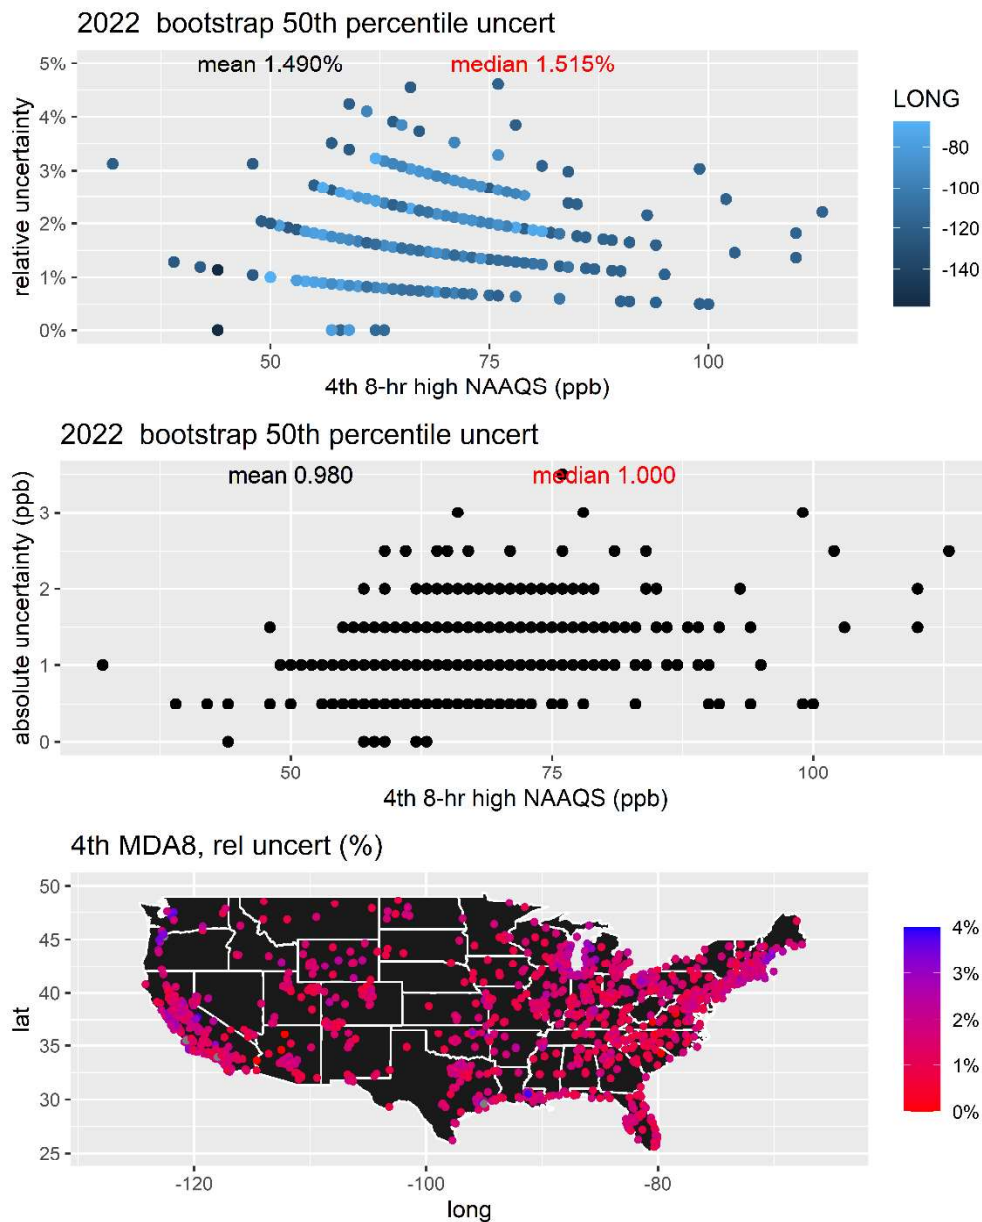 2022  bootstrap 50th percentile uncert
mean 1.490% median 1.515%
5%
4%
3%
2%
1%
0%
relative uncertainty
50 75 100
4th 8-hr high NAAQS (ppb)
LONG
-80
-100
-120
-140
2022  bootstrap 50th percentile uncert
mean 0.980 median 1.000
3
2
1
0
absolute uncertainty (ppb)
50 75 100
4th 8-hr high NAAQS (ppb)
4th MDA8, rel uncert (%)
50
45
40
35
30
25
lat
-120 -100 -80
long
4%
3%
2%
1%
0%